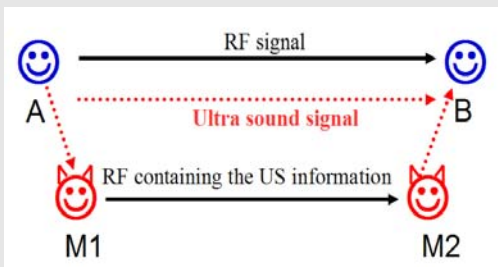 RF signal
A
B
Ultra sound signal
RF containing the US information
M1
M2